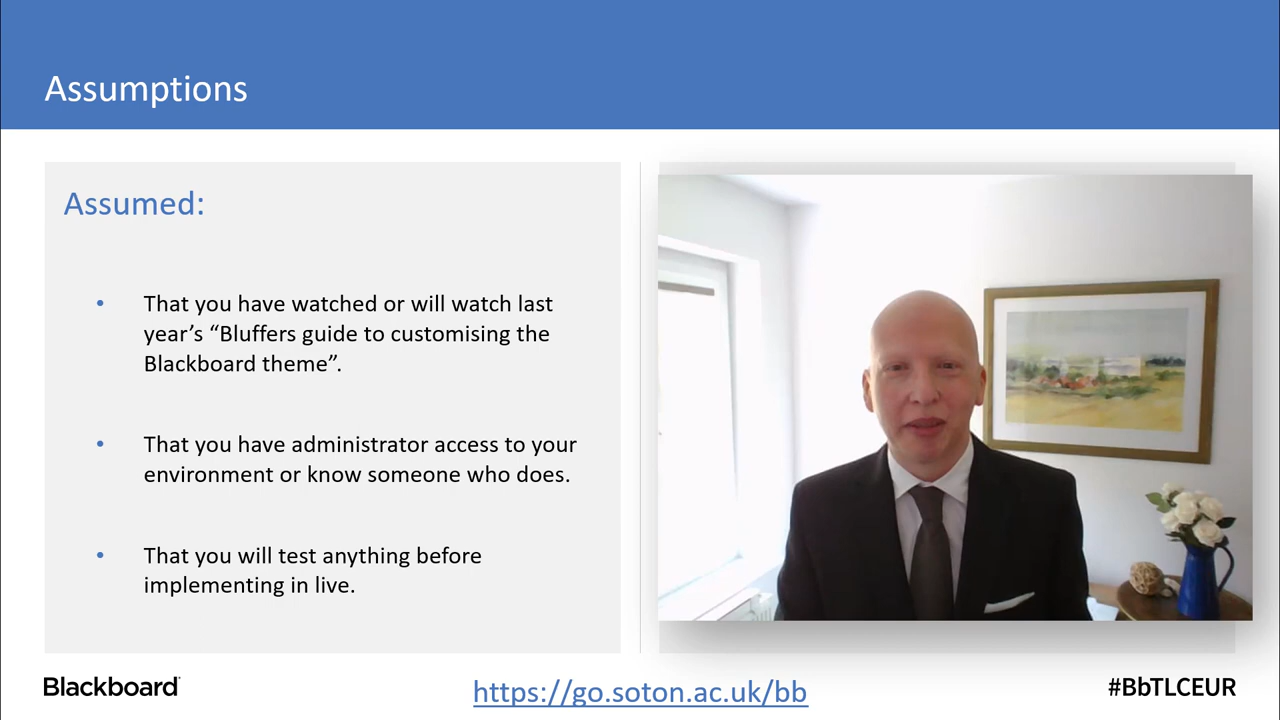 Assumptions
Assumed:
• That you have watched or will watch last
year’s “Bluffers guide to customising the
Blackboard theme”.
• That you have administrator access to your
environment or know someone who does.
• That you will test anything before
implementing in live.
Blackboard
https://go.soton.ac.uk/bb
#BbTLCEUR